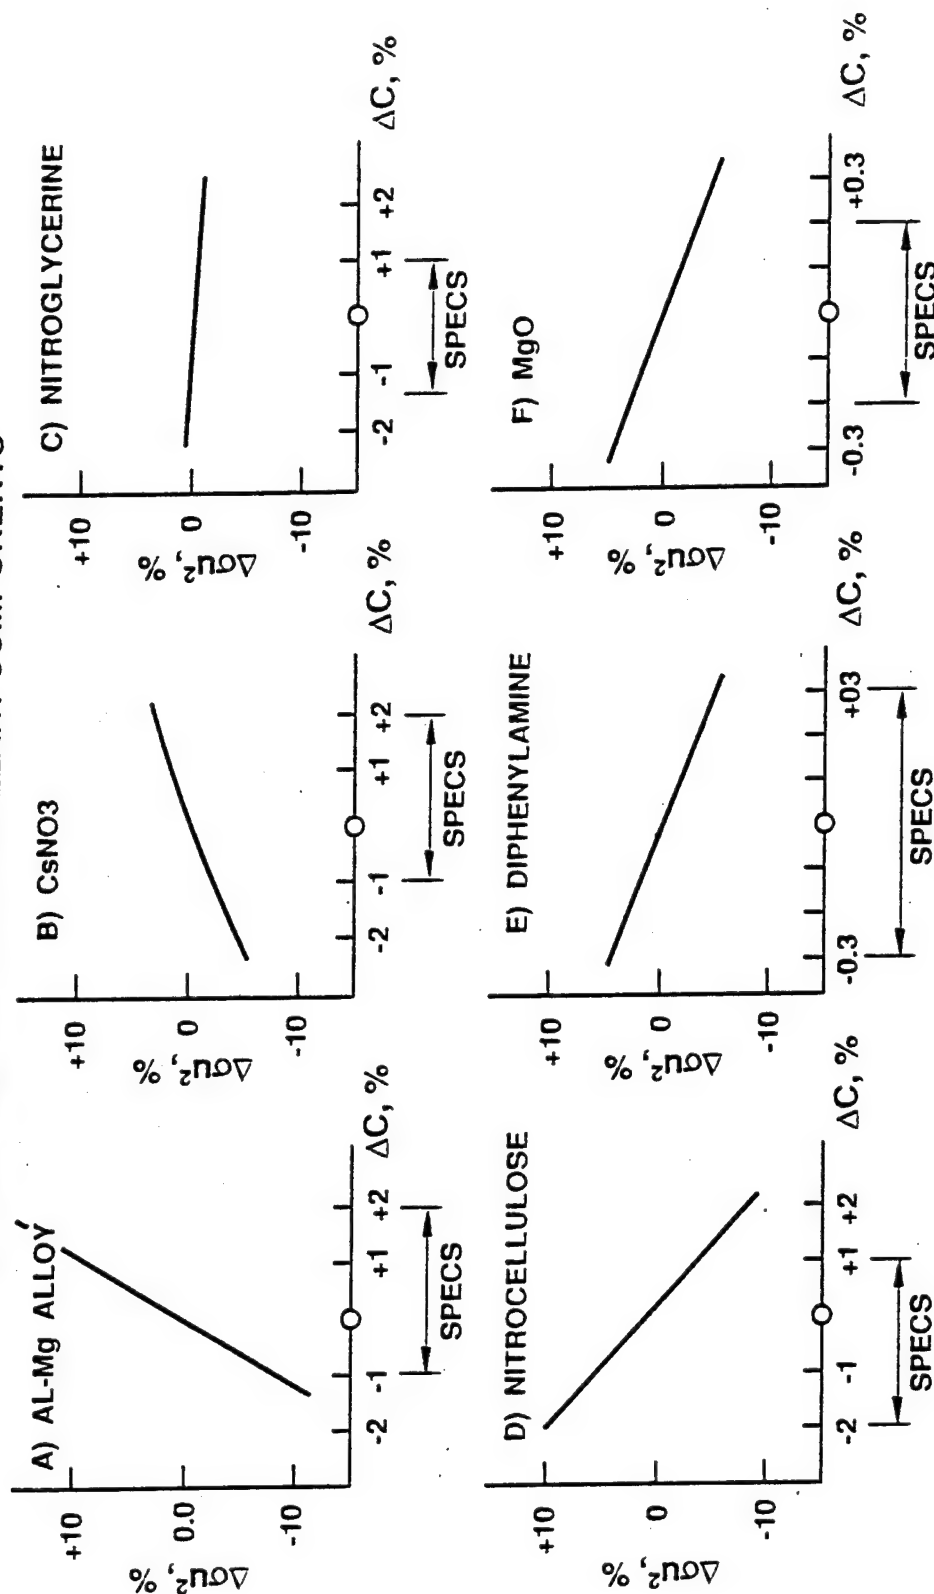 A) AL-Mg ALLOY
Δσu², %
+10
0.0
-10
-2
-1
+1
+2
ΔC, %
SPECS
B) CsNO3
Δσu², %
+10
0
-10
-2
-1
+1
+2
ΔC, %
SPECS
C) NITROGLYCERINE
Δσu², %
+10
0
-10
-2
-1
+1
+2
ΔC, %
SPECS
D) NITROCELLULOSE
Δσu², %
+10
0
-10
-2
-1
+1
+2
ΔC, %
SPECS
E) DIPHENYLAMINE
Δσu², %
+10
0
-10
-0.3
+03
ΔC, %
SPECS
F) MgO
Δσu², %
+10
0
-10
-0.3
+0.3
ΔC, %
SPECS